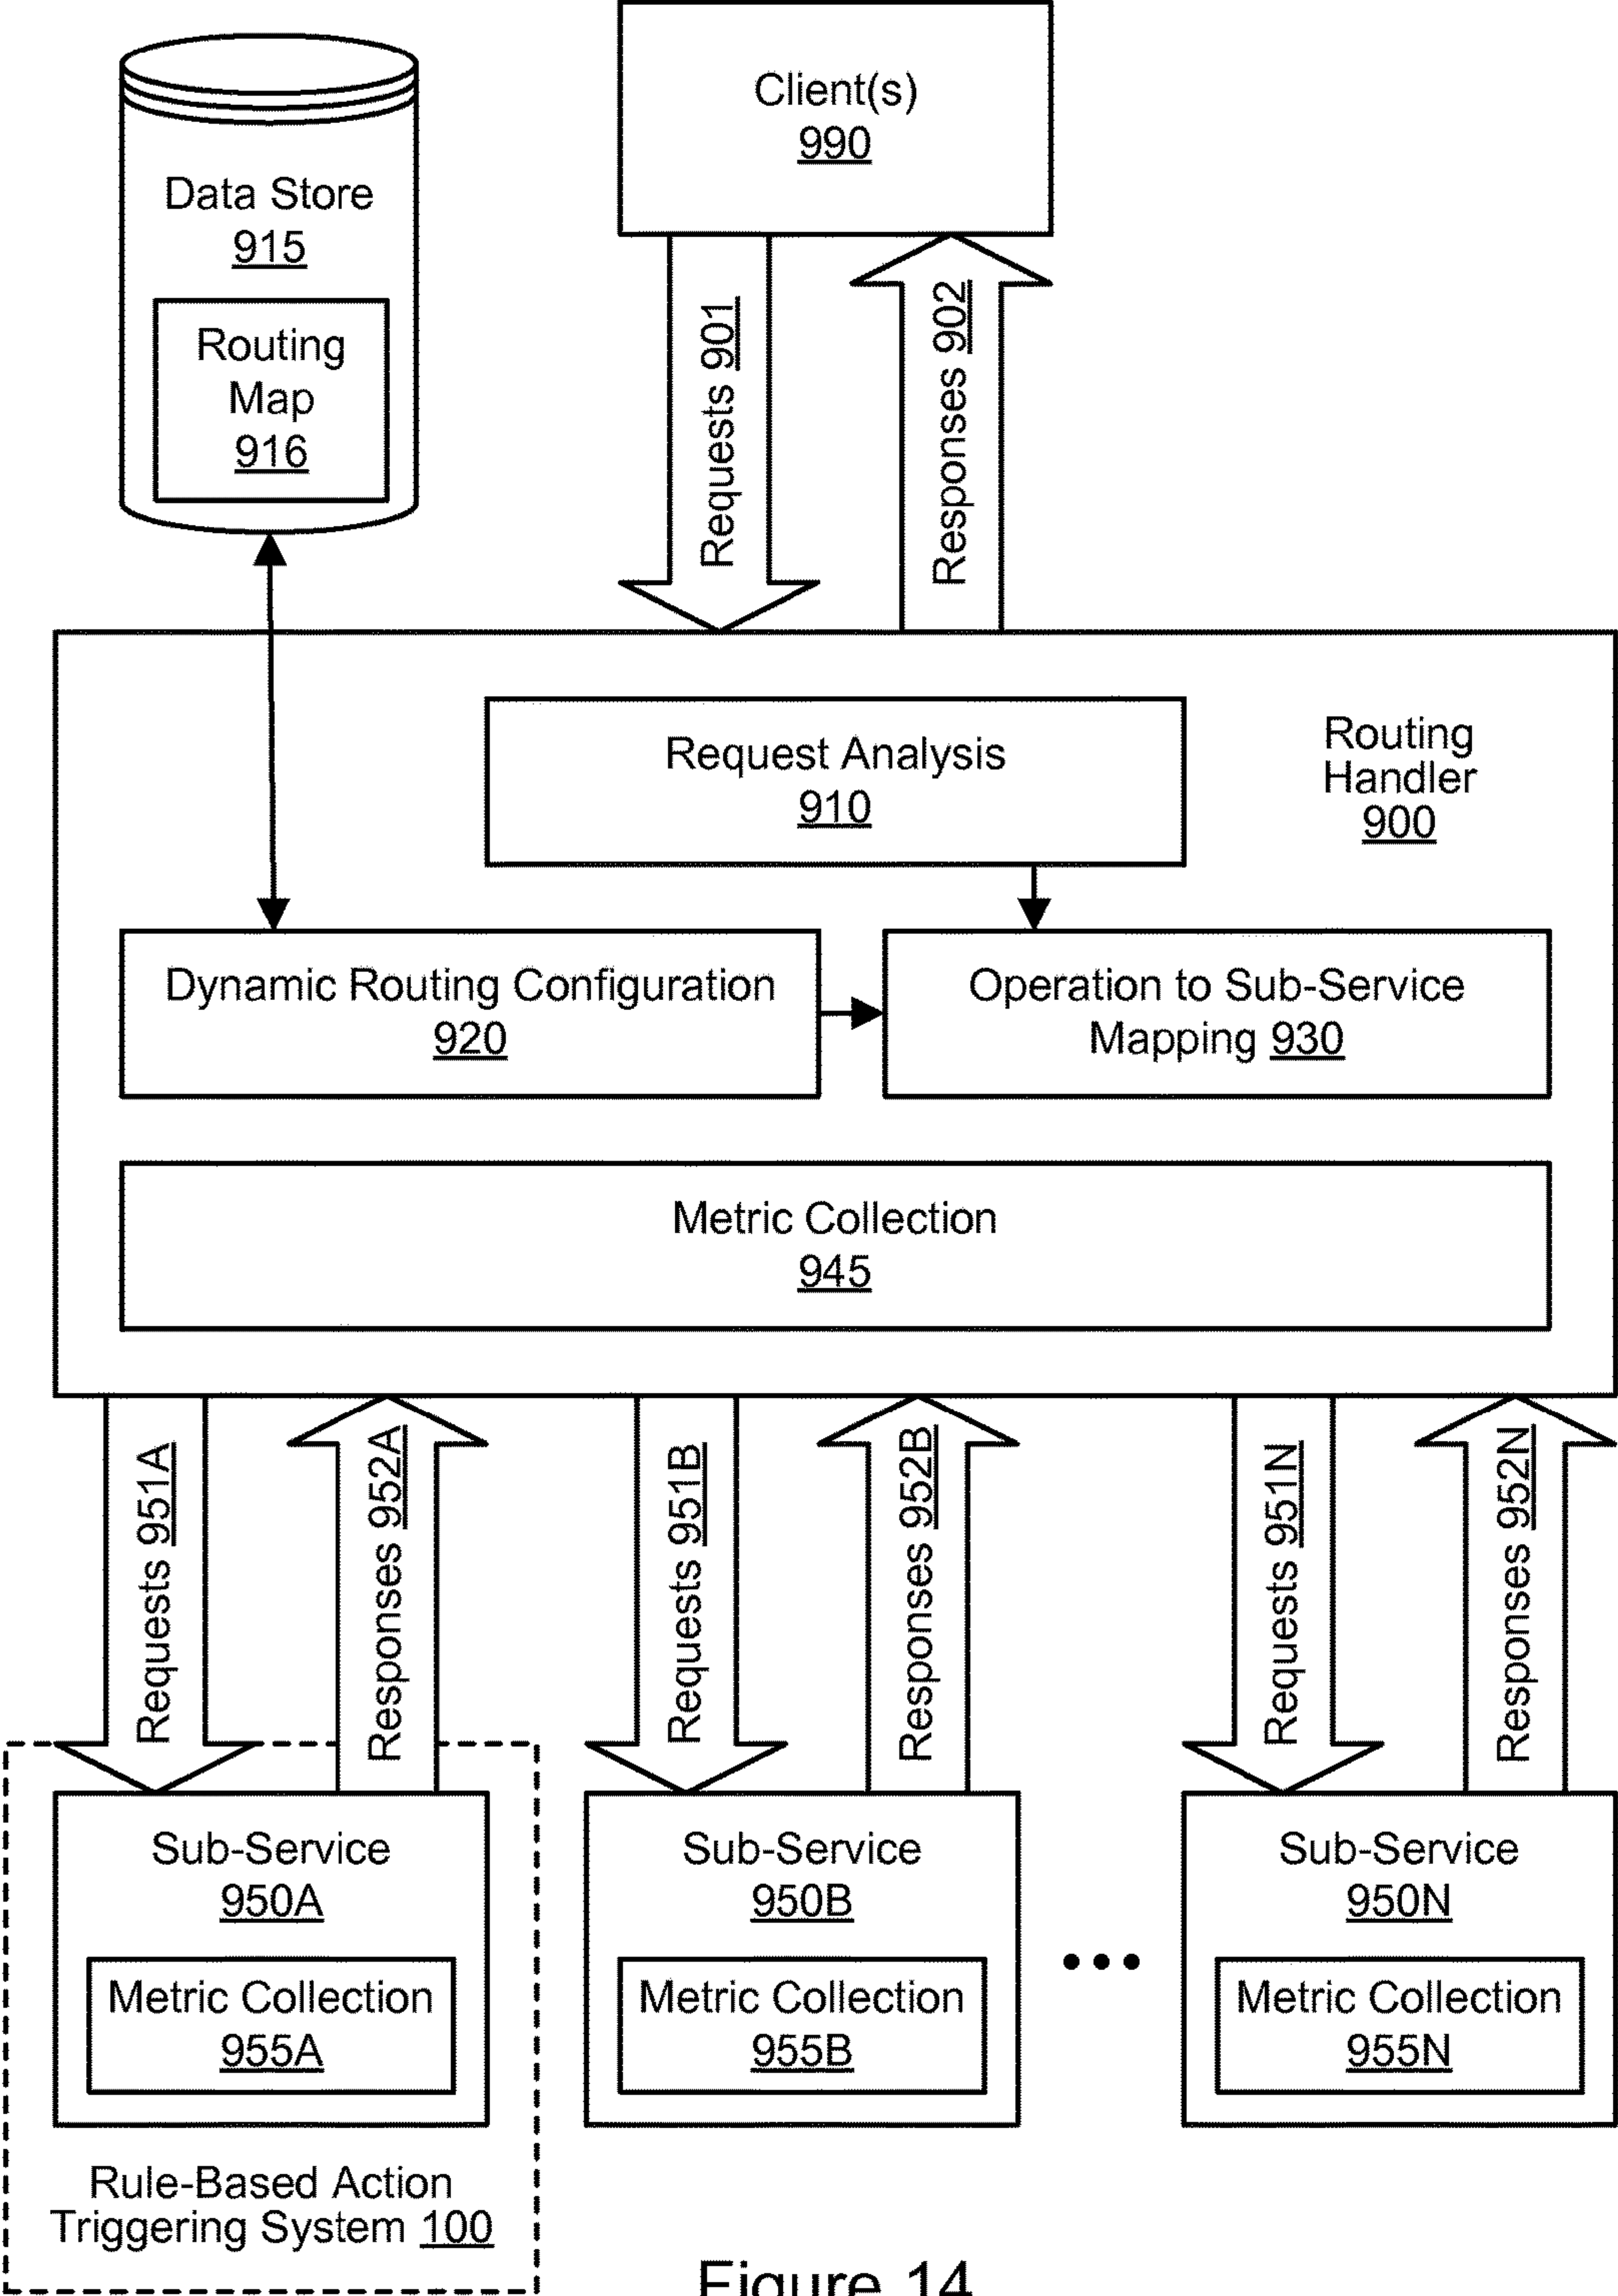 Client(s)
990
Data Store
915
Routing
Map
916
Requests 901
Responses 902
Routing
Handler
900
Request Analysis
910
Dynamic Routing Configuration
920
Operation to Sub-Service
Mapping 930
Metric Collection
945
Requests 951A
Responses 952A
Requests 951B
Responses 952B
Requests 951N
Responses 952N
Sub-Service
950A
Metric Collection
955A
Sub-Service
950B
Metric Collection
955B
Sub-Service
950N
Metric Collection
955N
Rule-Based Action
Triggering System 100
Figure 14